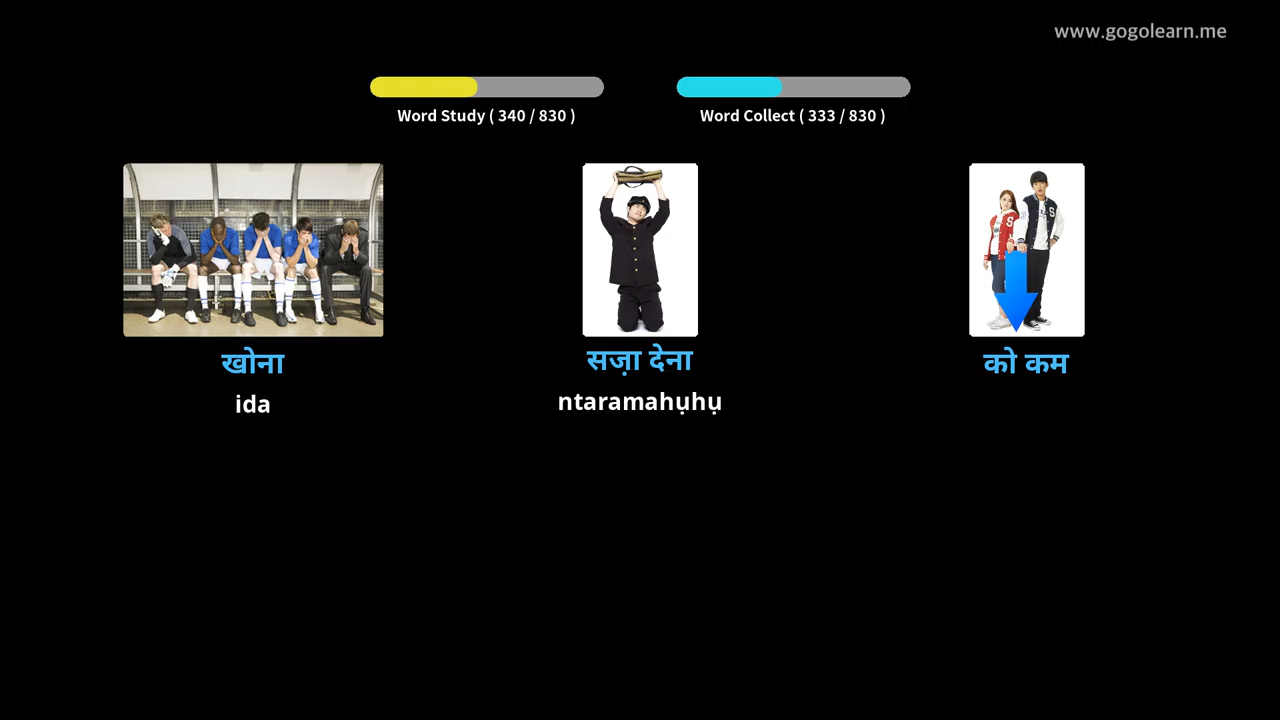 www.gogolearn.me
Word Study ( 340 / 830 )
Word Collect ( 333 / 830 )
खोना
सज़ा देना
को कम
ida
ntaramahụhụ